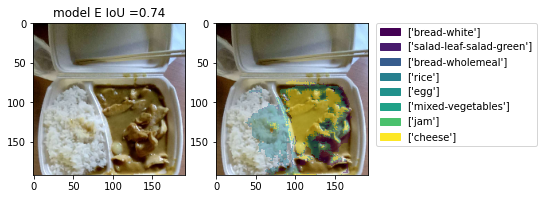 model E IoU =0.74
0
50
100
150
0
50
100
150
0
50
100
150
0
50
100
150
['bread-white']
['salad-leaf-salad-green']
['bread-wholemeal']
['rice']
['egg']
['mixed-vegetables']
['jam']
['cheese']